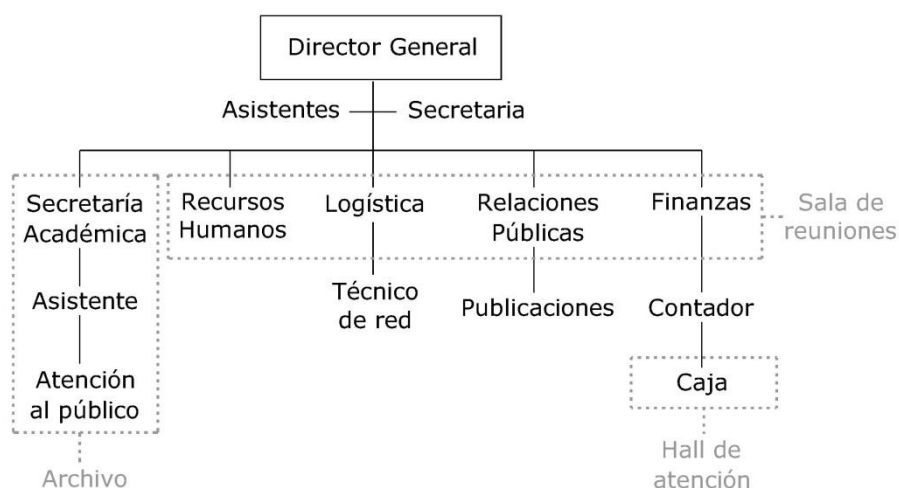 Director General
Asistentes
Secretaria
Secretaría
Académica
Recursos
Humanos
Logística
Relaciones
Públicas
Finanzas
Sala de
reuniones
Asistente
Técnico
de red
Publicaciones
Contador
Atención
al público
Caja
Archivo
Hall de
atención